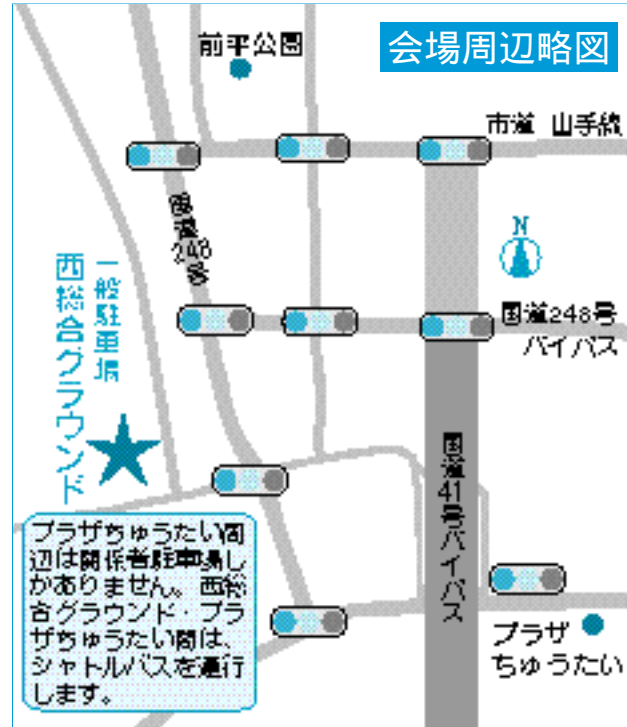 会場周辺略図
前平公園
市道 山手線
国道248号
N
国道248号
バイパス
一般駐車場
西総合グラウンド
国道41号バイパス
プラザちゅうたい周
辺は関係者駐車場し
かありません。西総
合グラウンド・プラ
ザちゅうたい間は、
シャトルバスを運行
します。
プラザ
ちゅうたい